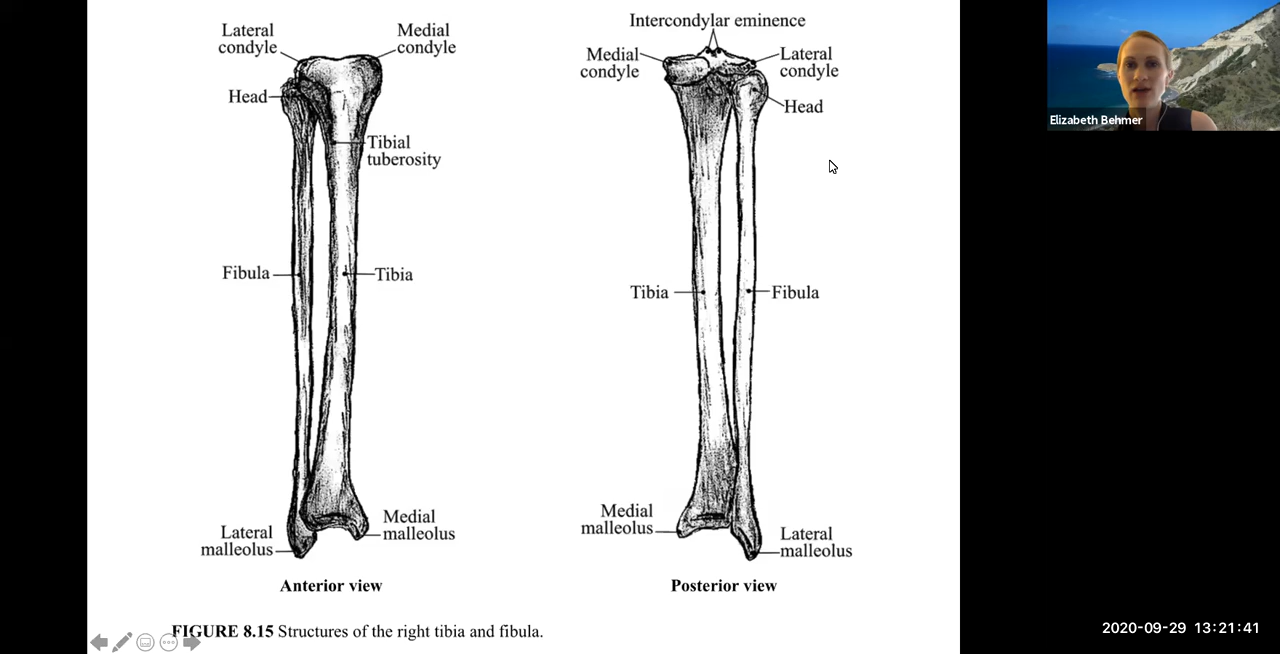 Lateral
condyle
Medial
condyle
Head
Tibial
tuberosity
Fibula
Tibia
Lateral
malleolus
Medial
malleolus
Anterior view
Intercondylar eminence
Medial
condyle
Lateral
condyle
Head
Tibia
Fibula
Medial
malleolus
Lateral
malleolus
Posterior view
FIGURE 8.15 Structures of the right tibia and fibula.
Elizabeth Behmer
2020-09-29 13:21:41